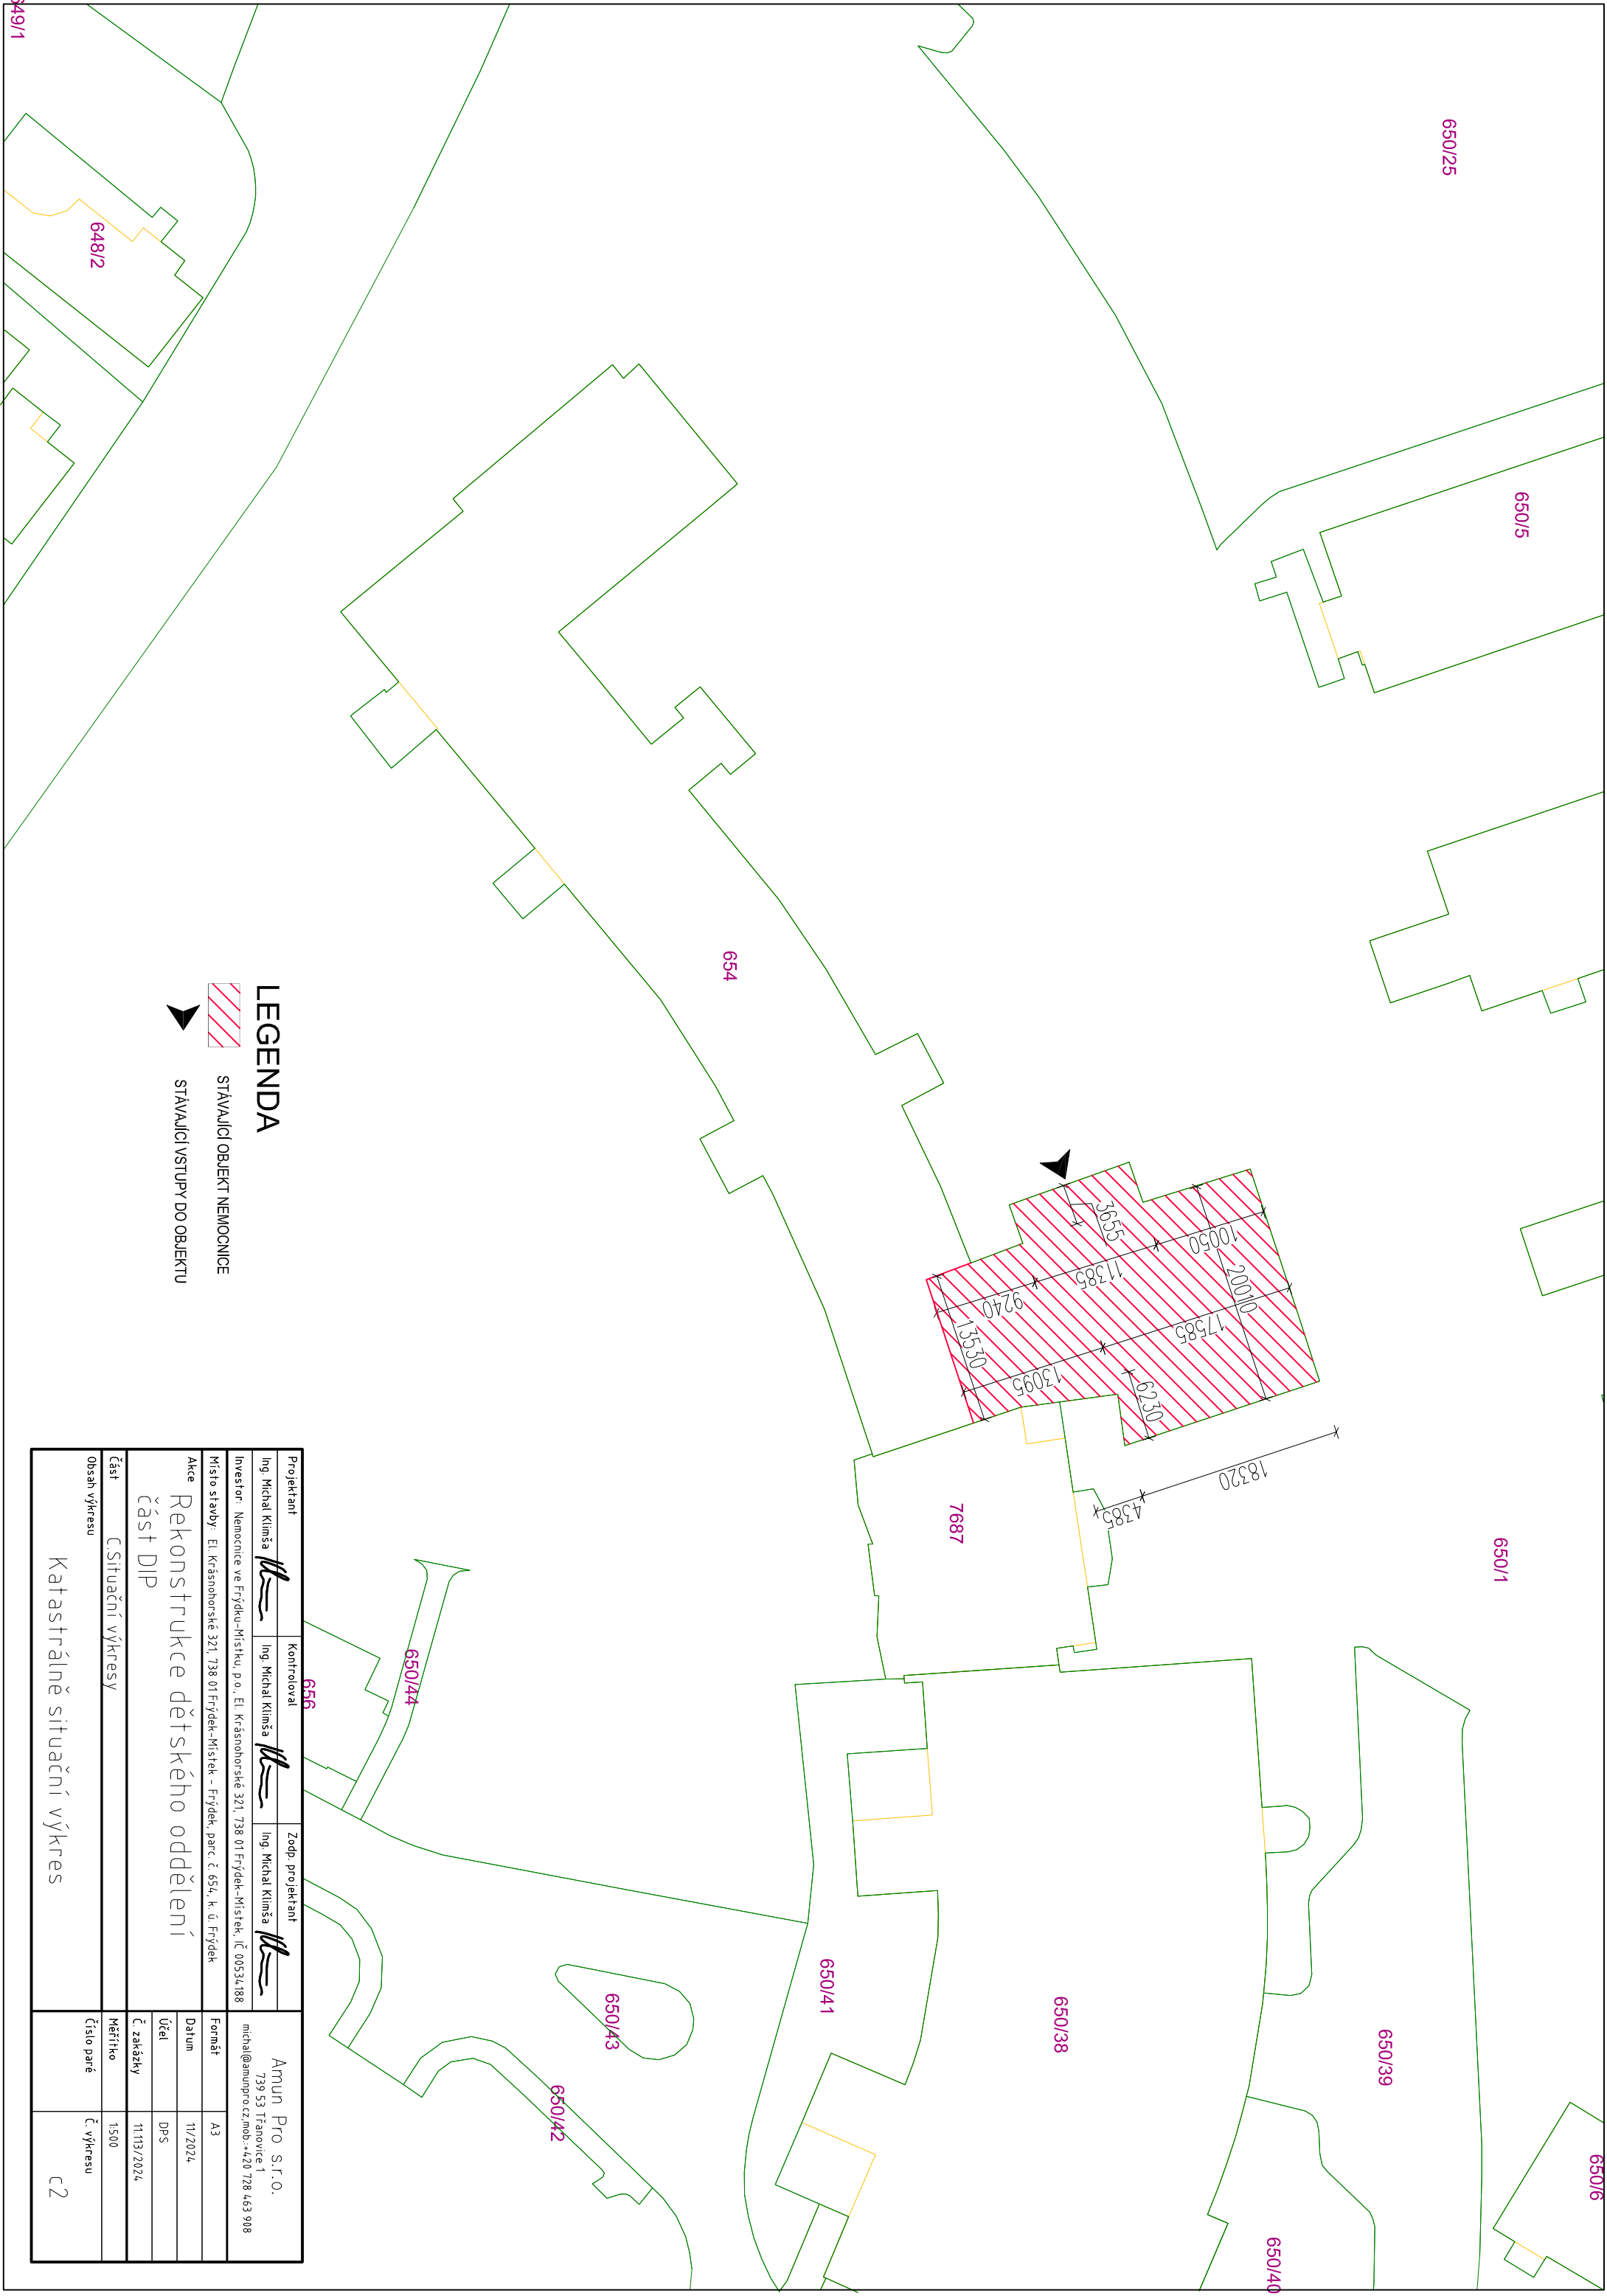 649/1
648/2
650/25
650/5
654
7687
650/1
650/38
650/39
650/40
650/6
650/41
650/42
650/43
650/44
656
3655
10050
11385
9240
20010
17585
13530
13095
6230
18320
4385
LEGENDA
STÁVAJÍCÍ OBJEKT NEMOCNICE
STÁVAJÍCÍ VSTUPY DO OBJEKTU
Projektant Kontroloval Zodp. projektant
Ing. Michal Klimša Ing. Michal Klimša Ing. Michal Klimša
Investor: Nemocnice ve Frýdku-Místku, p.o., El. Krásnohorské 321, 738 01 Frýdek-Místek, IČ 00534188
Místo stavby: El. Krásnohorské 321, 738 01 Frýdek-Místek - Frýdek, parc. č. 654, k. ú. Frýdek
Akce Rekonstrukce dětského oddělení
část DIP
Část C.Situační výkresy
Obsah výkresu
Katastrálně situační výkres
Amun Pro s.r.o.
739 53 Třanovice 1
michal@amunpro.cz,mob.:+420 728 463 908
Formát A3
Datum 11/2024
Účel DPS
Č. zakázky 11.113/2024
Měřítko 1:500
Číslo paré Č. výkresu
c2